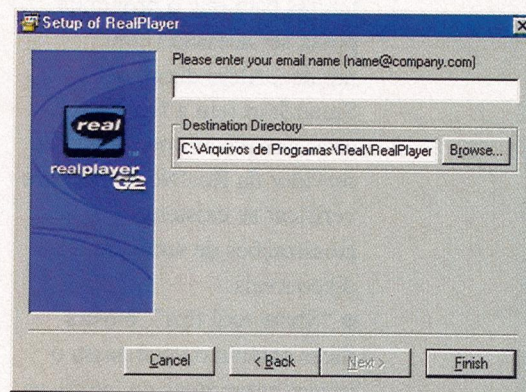 Setup of RealPlayer
Please enter your email name (name@company.com)
real
realplayer
G2
Destination Directory
C:\Arquivos de Programas\Real\RealPlayer
Browse...
Cancel
< Back
Next >
Finish